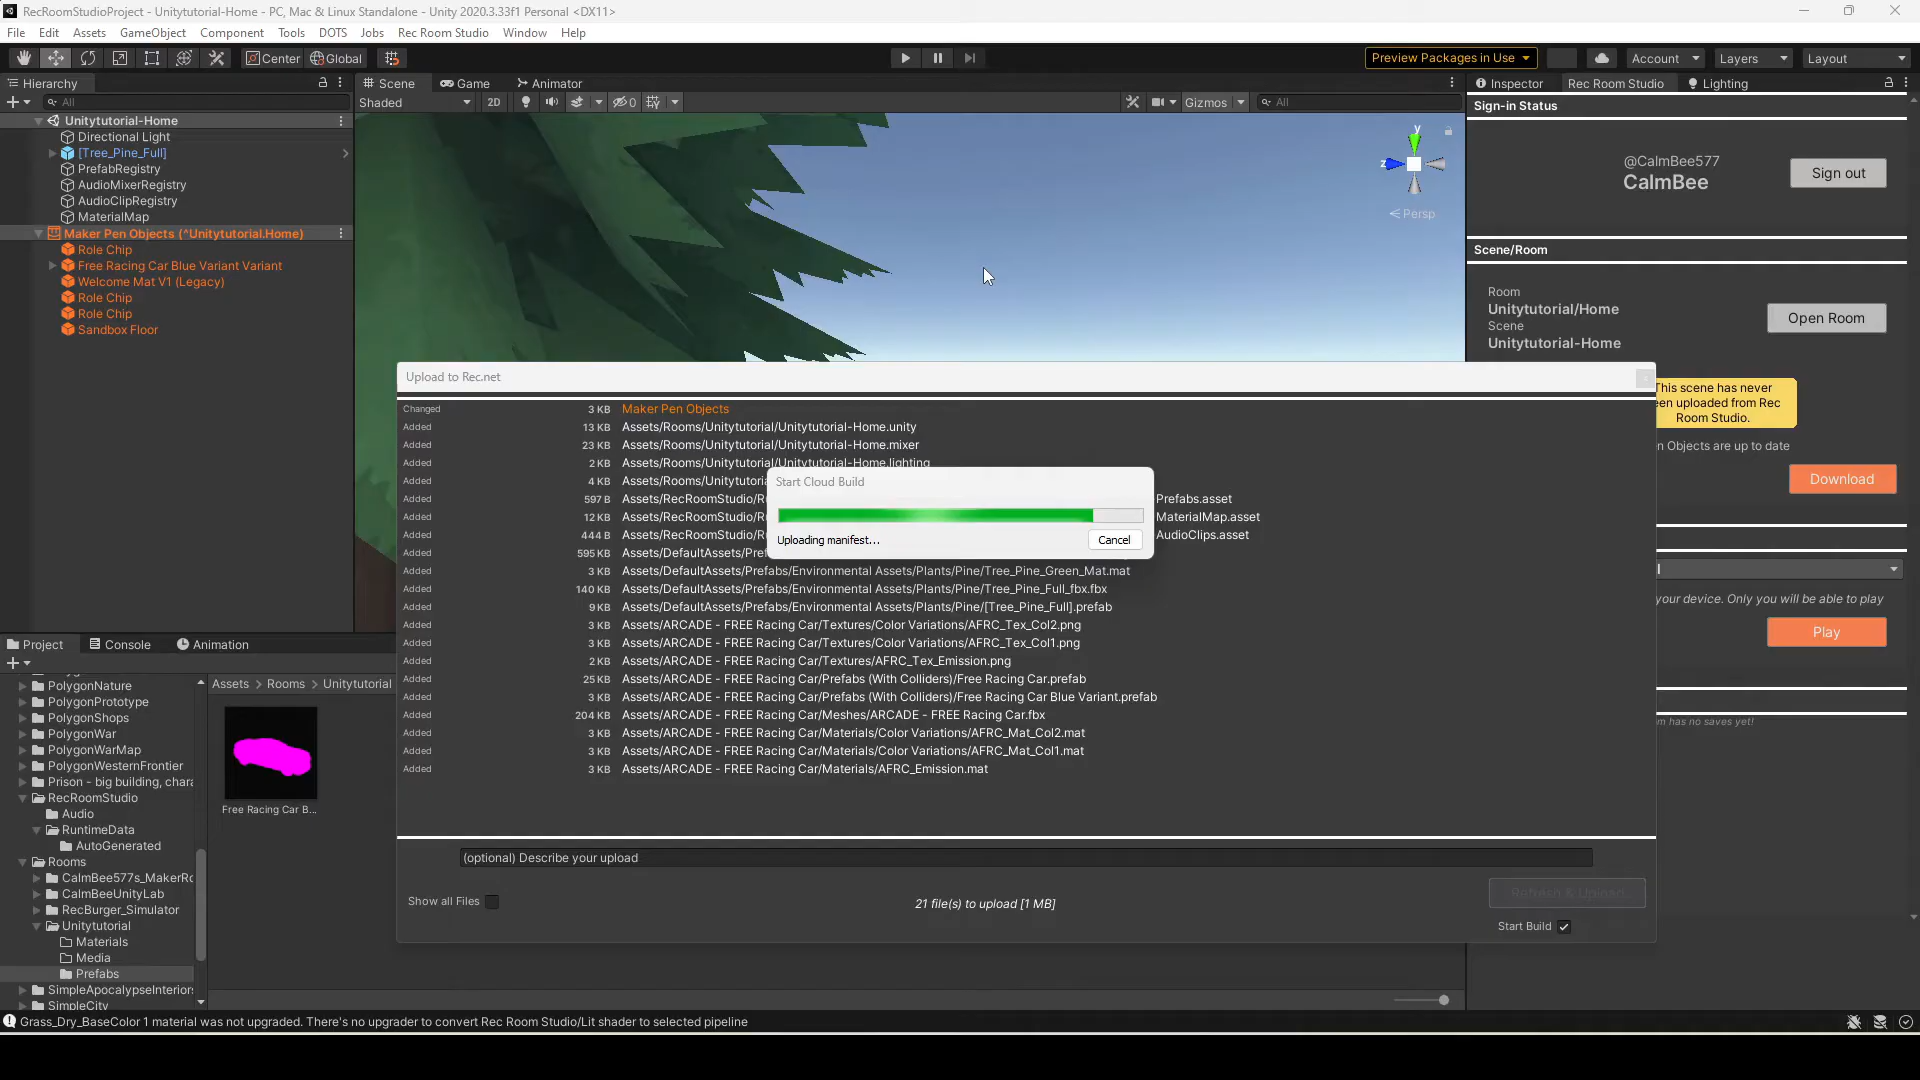 RecRoomStudioProject - Unitytutorial-Home - PC, Mac & Linux Standalone - Unity 2020.3.33f1 Personal <DX11>
File Edit Assets GameObject Component Tools DOTS Jobs Rec Room Studio Window Help
Center Global Preview Packages in Use Account Layers Layout
Hierarchy Scene Game Animator Inspector Rec Room Studio Lighting
All Shaded 2D 0 Gizmos All
Sign-in Status
Unitytutorial-Home
Directional Light
[Tree_Pine_Full]
PrefabRegistry
AudioMixerRegistry
AudioClipRegistry
MaterialMap
Maker Pen Objects (^Unitytutorial.Home)
Role Chip
Free Racing Car Blue Variant Variant
Welcome Mat V1 (Legacy)
Role Chip
Role Chip
Sandbox Floor
y
z
Persp
@CalmBee577
CalmBee
Sign out
Scene/Room
Room
Unitytutorial/Home
Scene
Unitytutorial-Home
Open Room
This scene has never
en uploaded from Rec
Room Studio.
n Objects are up to date
Download
l
your device. Only you will be able to play
Play
m has no saves yet!
Upload to Rec.net
Changed 3 KB Maker Pen Objects
Added 13 KB Assets/Rooms/Unitytutorial/Unitytutorial-Home.unity
Added 23 KB Assets/Rooms/Unitytutorial/Unitytutorial-Home.mixer
Added 2 KB Assets/Rooms/Unitytutorial/Unitytutorial-Home.lighting
Added 4 KB Assets/Rooms/Unitytutoria
Added 597 B Assets/RecRoomStudio/R Prefabs.asset
Added 12 KB Assets/RecRoomStudio/R MaterialMap.asset
Added 444 B Assets/RecRoomStudio/R AudioClips.asset
Added 595 KB Assets/DefaultAssets/Pref
Added 3 KB Assets/DefaultAssets/Prefabs/Environmental Assets/Plants/Pine/Tree_Pine_Green_Mat.mat
Added 140 KB Assets/DefaultAssets/Prefabs/Environmental Assets/Plants/Pine/Tree_Pine_Full_fbx.fbx
Added 9 KB Assets/DefaultAssets/Prefabs/Environmental Assets/Plants/Pine/[Tree_Pine_Full].prefab
Added 3 KB Assets/ARCADE - FREE Racing Car/Textures/Color Variations/AFRC_Tex_Col2.png
Added 3 KB Assets/ARCADE - FREE Racing Car/Textures/Color Variations/AFRC_Tex_Col1.png
Added 2 KB Assets/ARCADE - FREE Racing Car/Textures/AFRC_Tex_Emission.png
Added 25 KB Assets/ARCADE - FREE Racing Car/Prefabs (With Colliders)/Free Racing Car.prefab
Added 3 KB Assets/ARCADE - FREE Racing Car/Prefabs (With Colliders)/Free Racing Car Blue Variant.prefab
Added 204 KB Assets/ARCADE - FREE Racing Car/Meshes/ARCADE - FREE Racing Car.fbx
Added 3 KB Assets/ARCADE - FREE Racing Car/Materials/Color Variations/AFRC_Mat_Col2.mat
Added 3 KB Assets/ARCADE - FREE Racing Car/Materials/Color Variations/AFRC_Mat_Col1.mat
Added 3 KB Assets/ARCADE - FREE Racing Car/Materials/AFRC_Emission.mat
Start Cloud Build
Uploading manifest...
Cancel
(optional) Describe your upload
Show all Files
21 file(s) to upload [1 MB]
Refresh & Upload
Start Build
Project Console Animation
Assets > Rooms > Unitytutorial
PolygonNature
PolygonPrototype
PolygonShops
PolygonWar
PolygonWarMap
PolygonWesternFrontier
Prison - big building, chara
RecRoomStudio
Audio
RuntimeData
AutoGenerated
Rooms
CalmBee577s_MakerRo
CalmBeeUnityLab
RecBurger_Simulator
Unitytutorial
Materials
Media
Prefabs
SimpleApocalypseInterior
SimpleCity
Free Racing Car B...
Grass_Dry_BaseColor 1 material was not upgraded. There's no upgrader to convert Rec Room Studio/Lit shader to selected pipeline